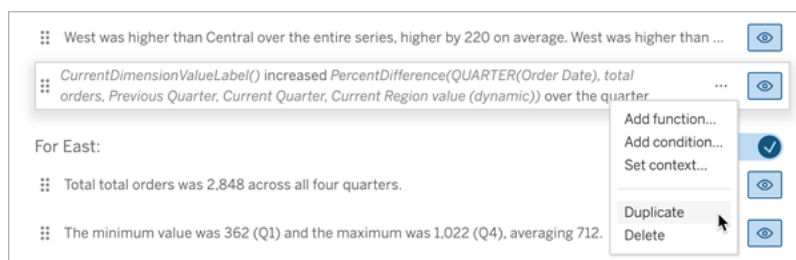 West was higher than Central over the entire series, higher by 220 on average. West was higher than ...
CurrentDimensionValueLabel() increased PercentDifference(QUARTER(Order Date), total
orders, Previous Quarter, Current Quarter, Current Region value (dynamic)) over the quarter
...
Add function...
Add condition...
Set context...
Duplicate
Delete
For East:
Total total orders was 2,848 across all four quarters.
The minimum value was 362 (Q1) and the maximum was 1,022 (Q4), averaging 712.